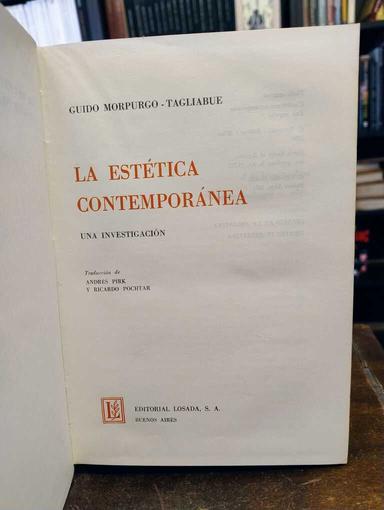 GUIDO MORPURGO-TAGLIABUE
LA ESTÉTICA
CONTEMPORÁNEA
UNA INVESTIGACIÓN
Traducción de
ANDRES PIRK
Y RICARDO POCHTAR
EDITORIAL LOSADA, S. A.
BUENOS AIRES